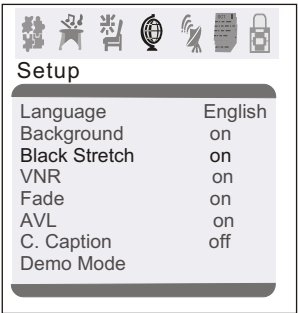 Setup
Language English
Background on
Black Stretch on
VNR on
Fade on
AVL on
C. Caption off
Demo Mode